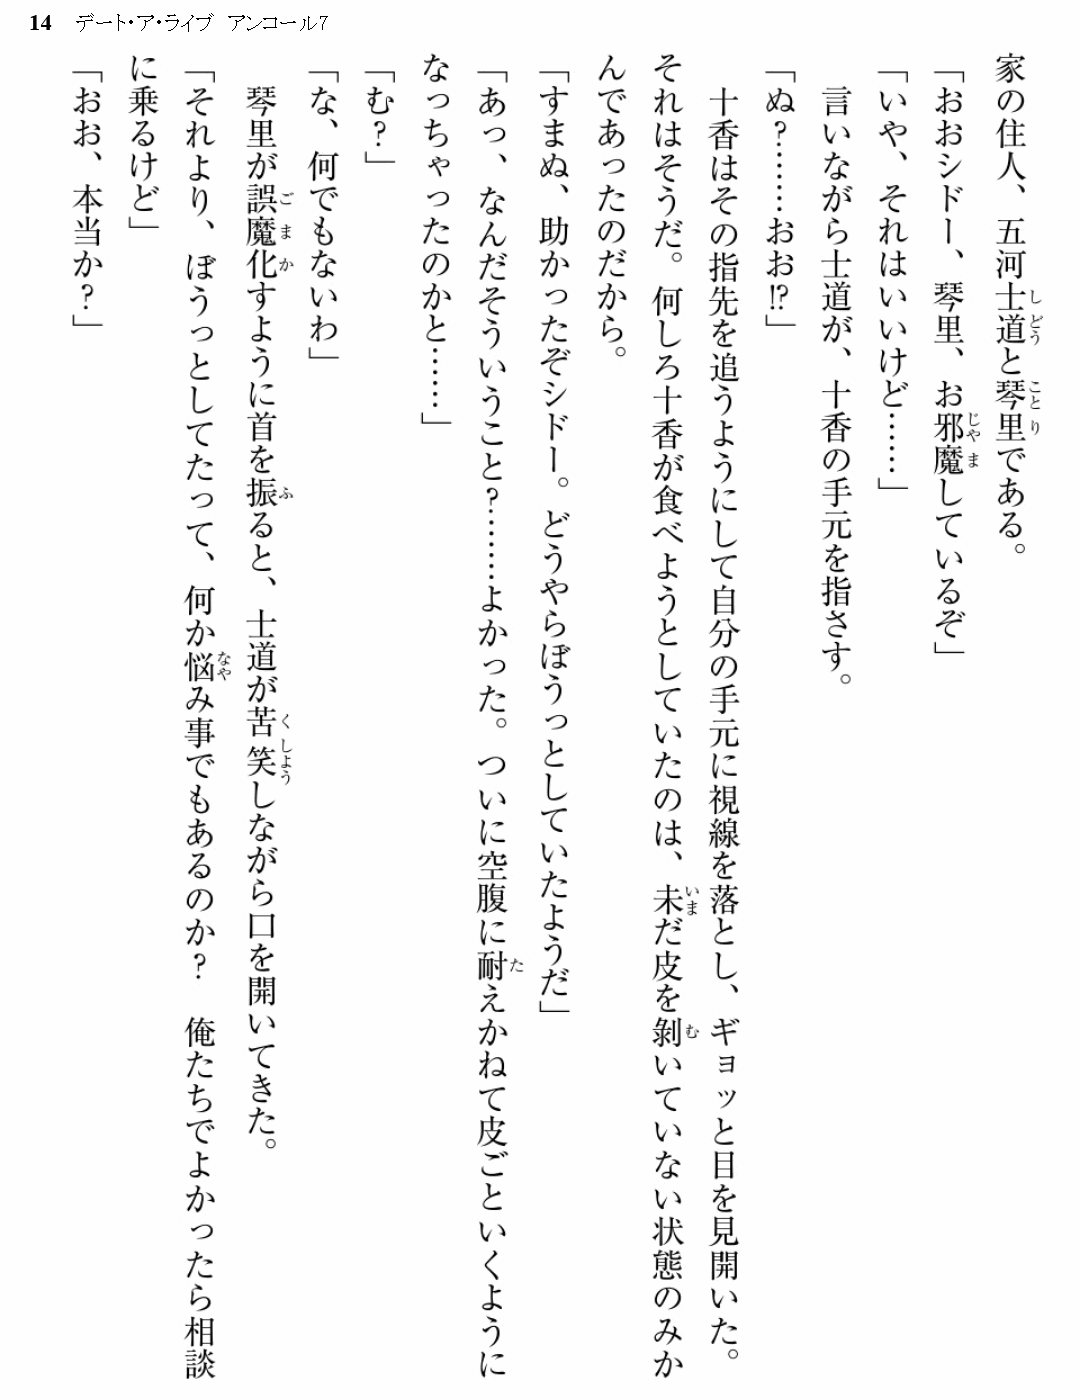 14 デート・ア・ライブ アンコール7
家の住人、五河士道と琴里である。
「おおシドー、琴里、お邪魔しているぞ」
「いや、それはいいけど……」
言いながら士道が、十香の手元を指さす。
「ぬ？……おお!?」
十香はその指先を追うようにして自分の手元に視線を落とし、ギョッと目を見開いた。
それはそうだ。何しろ十香が食べようとしていたのは、未だ皮を剝いていない状態のみか
んであったのだから。
「すまぬ、助かったぞシドー。どうやらぼうっとしていたようだ」
「あっ、なんだそういうこと？……よかった。ついに空腹に耐えかねて皮ごといくように
なっちゃったのかと……」
「む？」
「な、何でもないわ」
琴里が誤魔化すように首を振ると、士道が苦笑しながら口を開いてきた。
「それより、ぼうっとしてたって、何か悩み事でもあるのか？　俺たちでよかったら相談
に乗るけど」
「おお、本当か？」